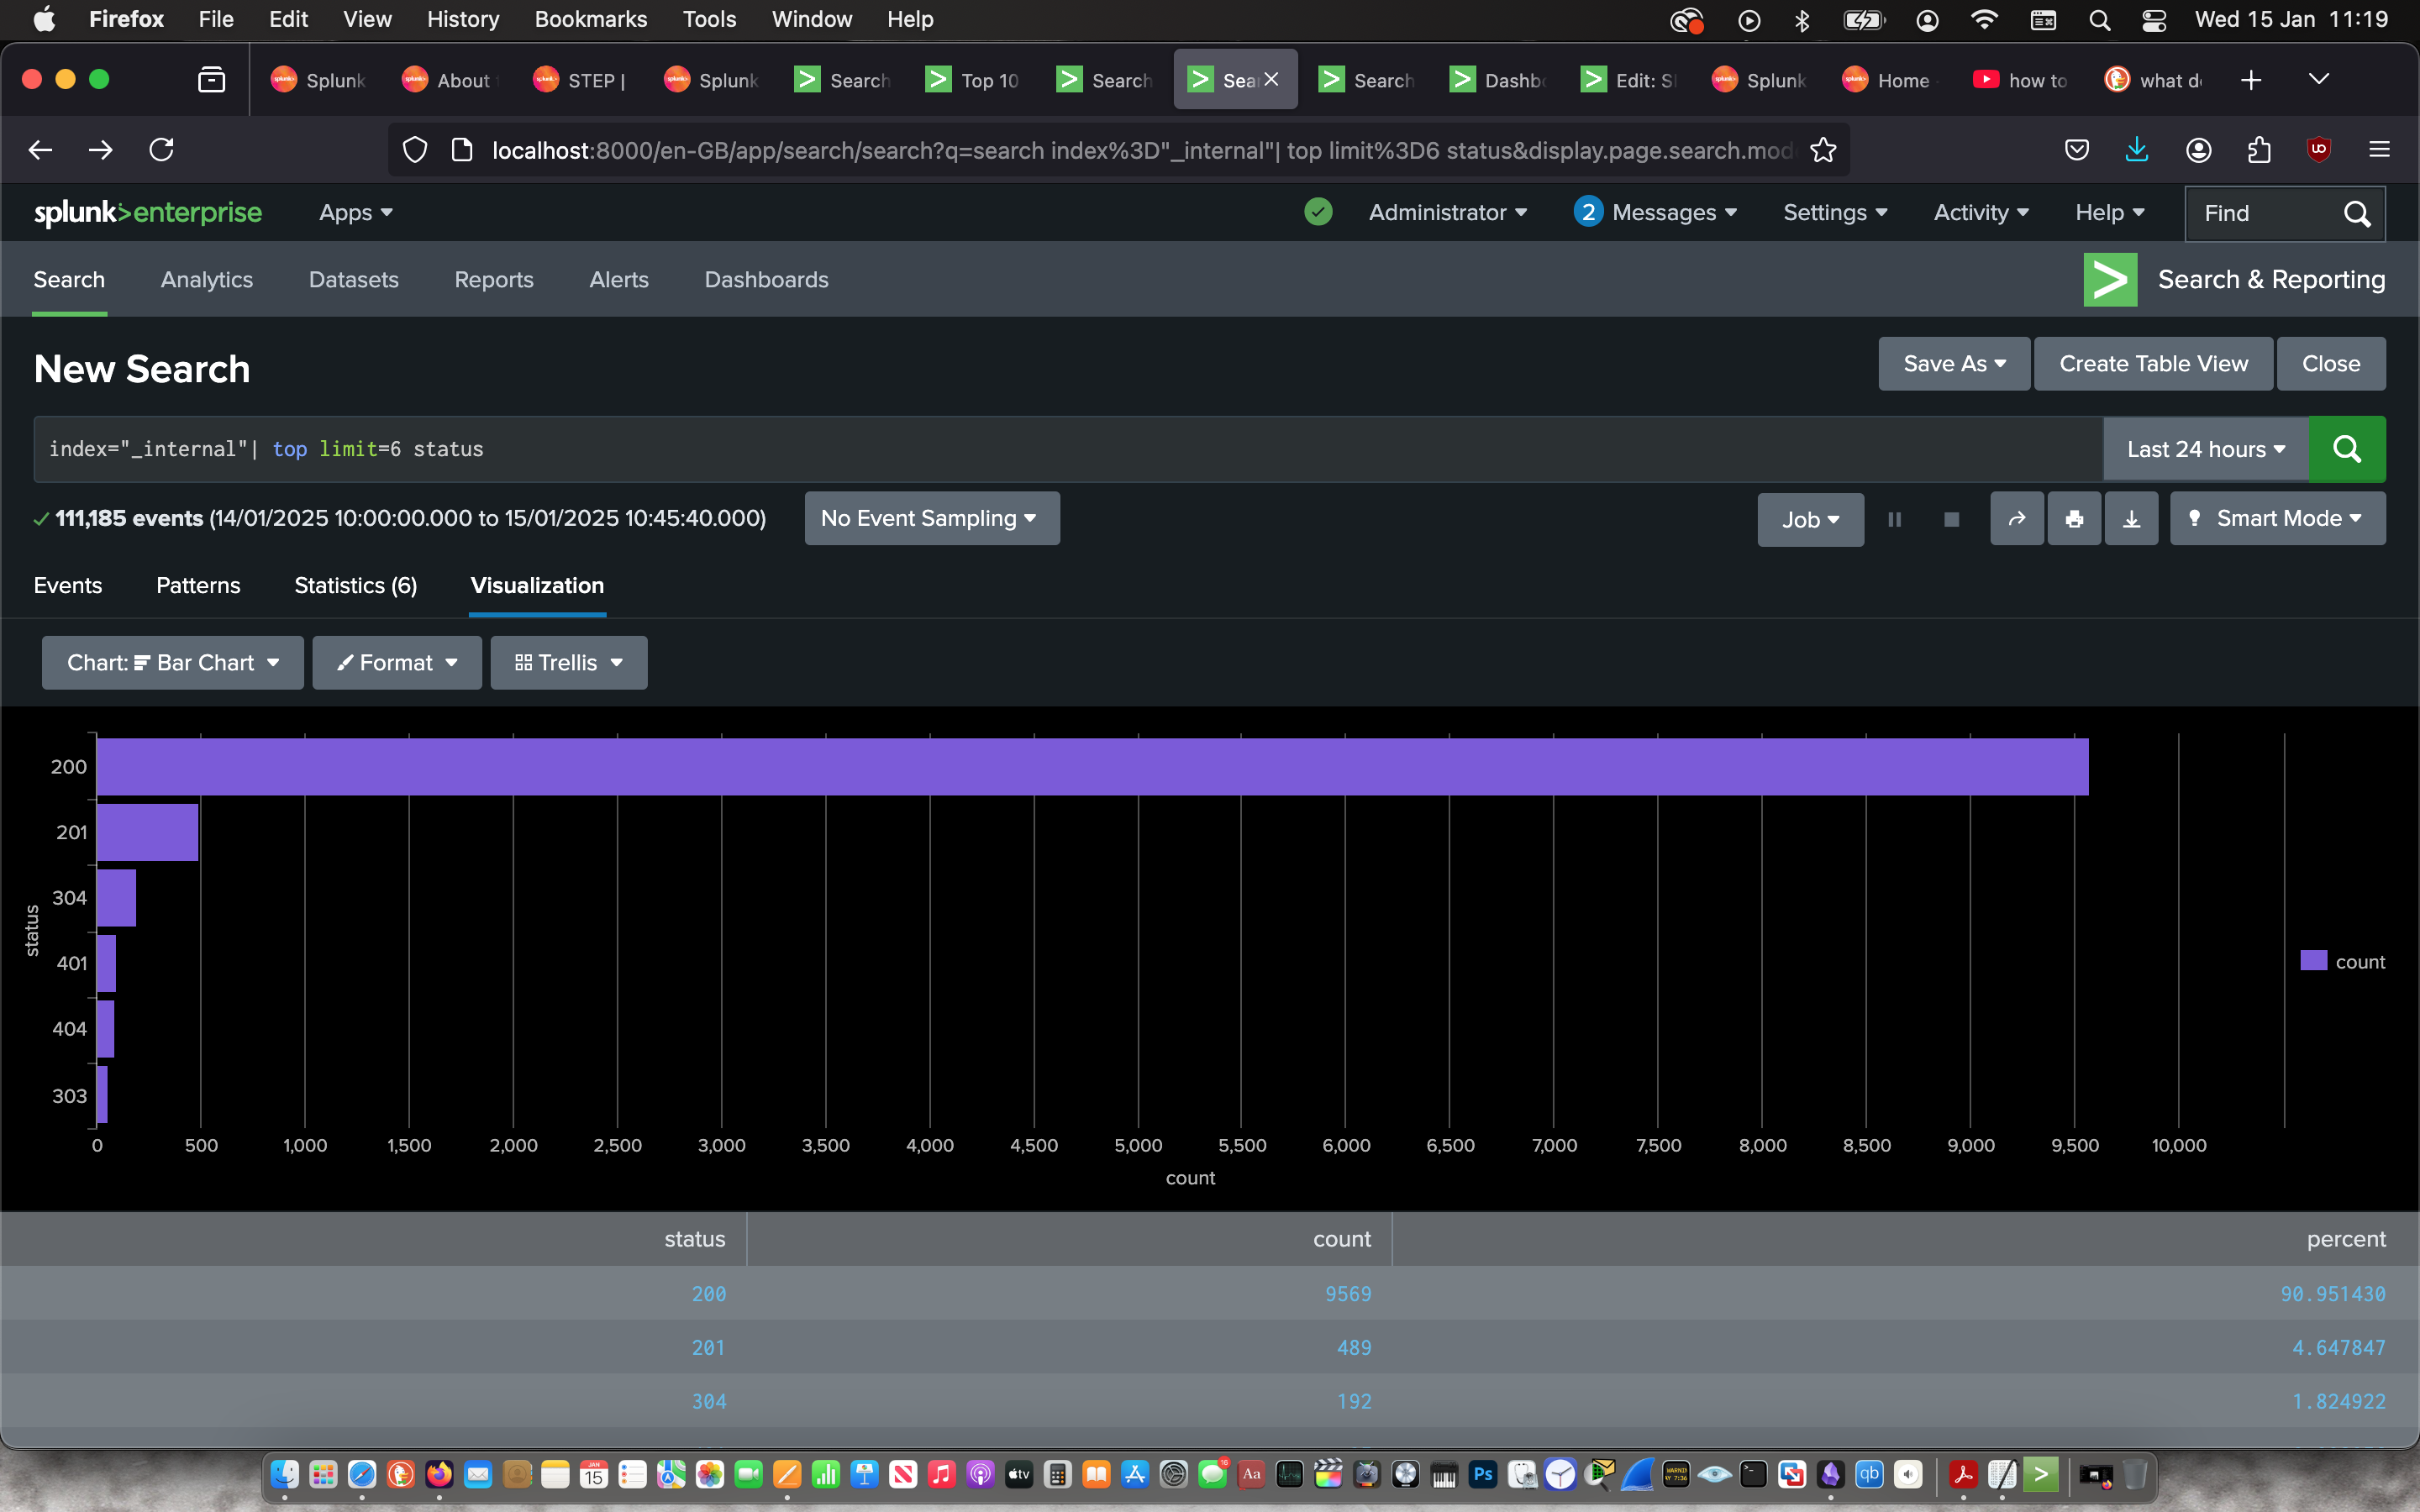 Firefox File Edit View History Bookmarks Tools Window Help Wed 15 Jan 11:19
Splunk About STEP | Splunk Search Top 10 Search Sea Search Dashb Edit: S Splunk Home how to what d
localhost:8000/en-GB/app/search/search?q=search index%3D"_internal"| top limit%3D6 status&display.page.search.mod
splunk>enterprise Apps Administrator 2 Messages Settings Activity Help Find
Search Analytics Datasets Reports Alerts Dashboards Search & Reporting
New Search Save As Create Table View Close
index="_internal"| top limit=6 status Last 24 hours
111,185 events (14/01/2025 10:00:00.000 to 15/01/2025 10:45:40.000) No Event Sampling Job Smart Mode
Events Patterns Statistics (6) Visualization
Chart: Bar Chart Format Trellis
200
201
304
401
404
303
status
count
0 500 1,000 1,500 2,000 2,500 3,000 3,500 4,000 4,500 5,000 5,500 6,000 6,500 7,000 7,500 8,000 8,500 9,000 9,500 10,000
count
status count percent
200 9569 90.951430
201 489 4.647847
304 192 1.824922
JAN 15 tv 16 Aa Ps qb